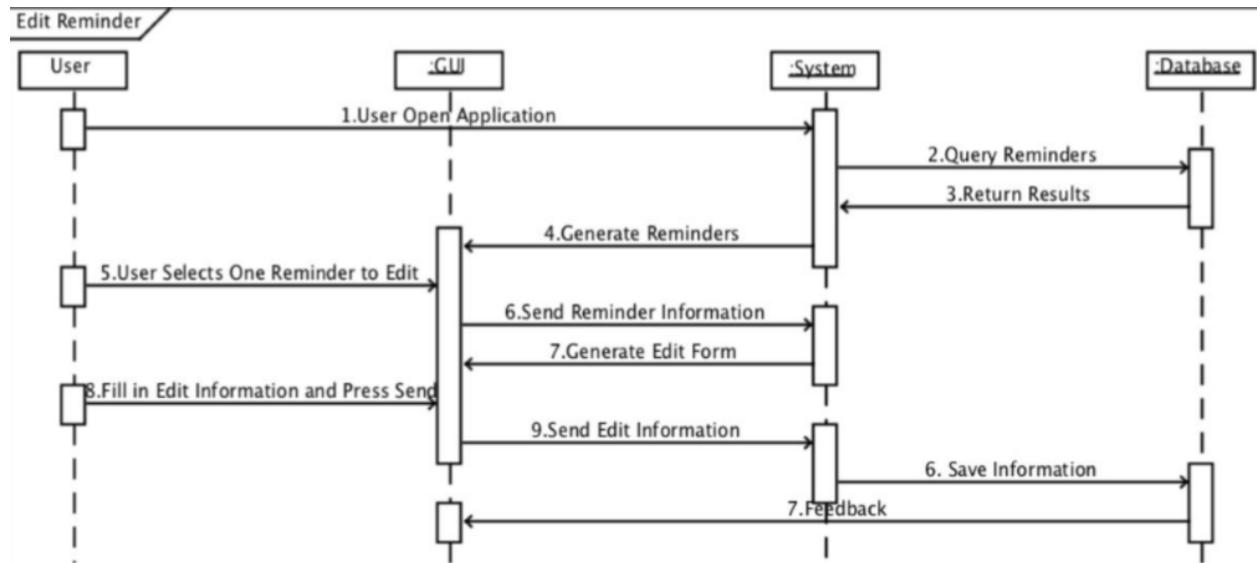 Edit Reminder
User
:GUI
:System
:Database
1.User Open Application
2.Query Reminders
3.Return Results
4.Generate Reminders
5.User Selects One Reminder to Edit
6.Send Reminder Information
7.Generate Edit Form
8.Fill in Edit Information and Press Send
9.Send Edit Information
6. Save Information
7.Feedback